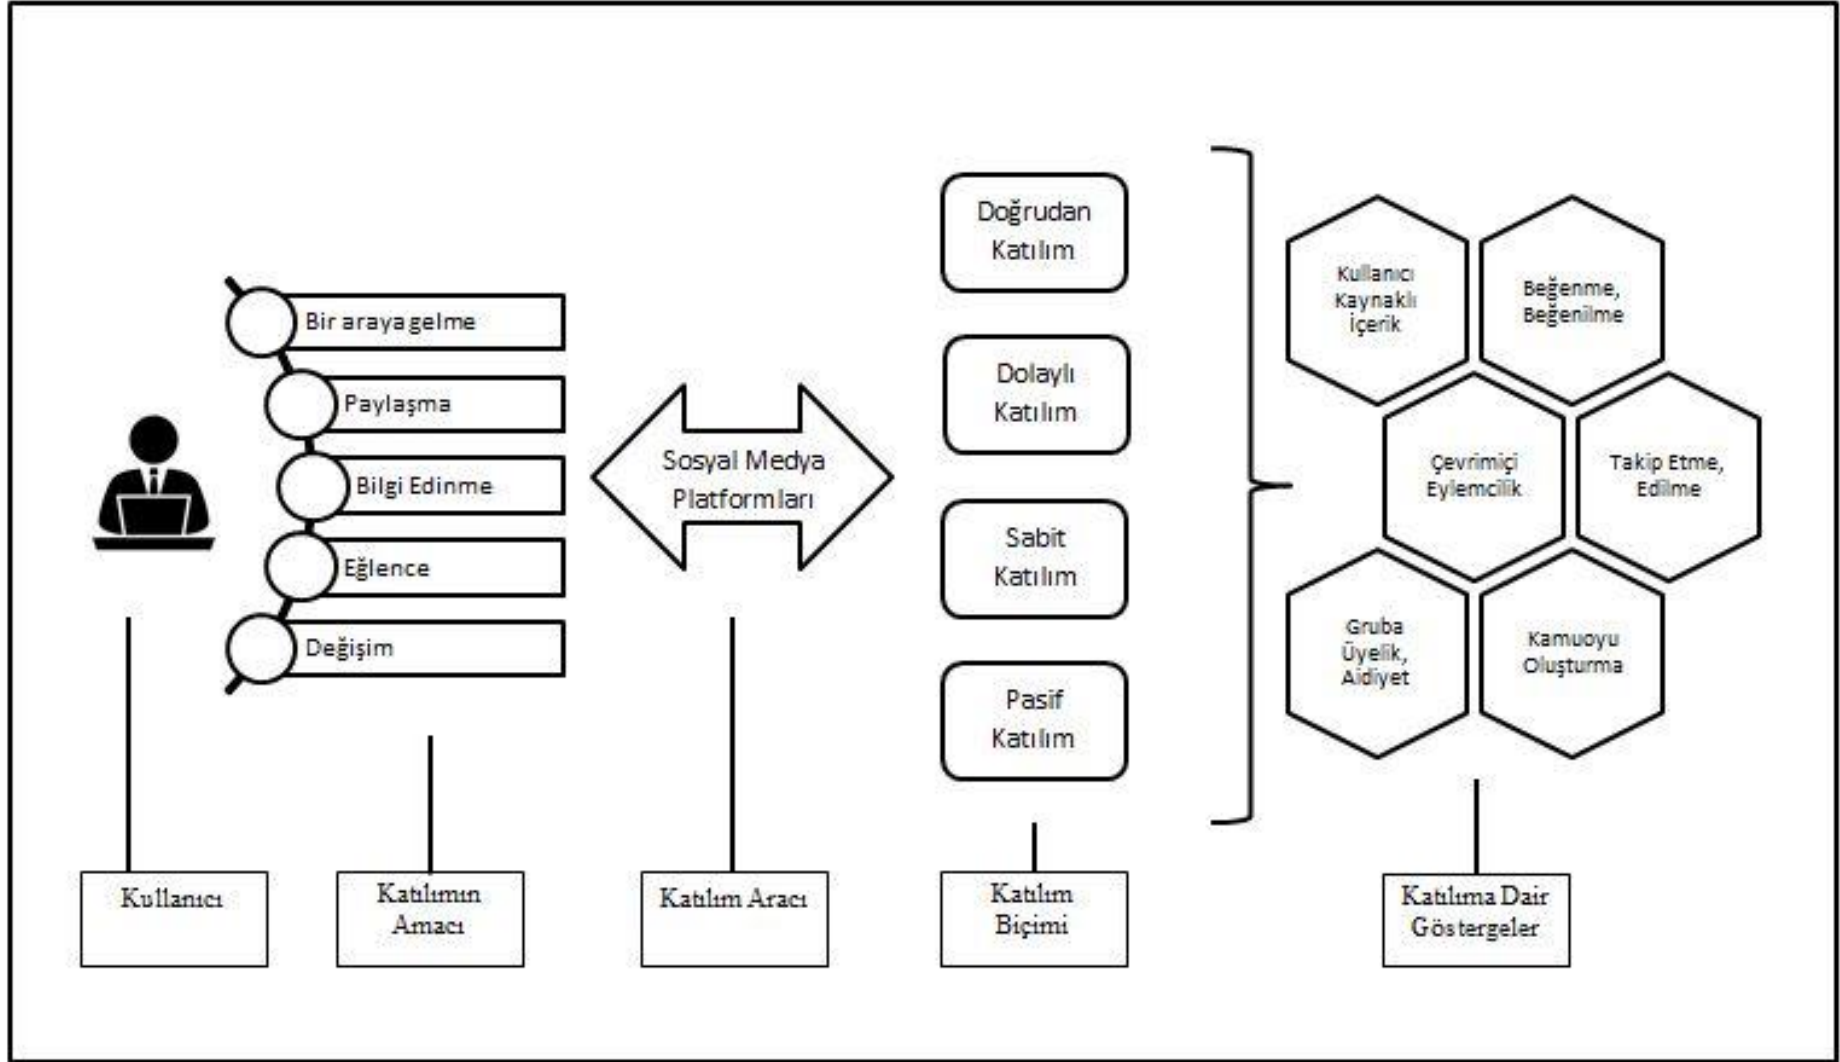 Bir araya gelme
Paylaşma
Bilgi Edinme
Eğlence
Değişim
Sosyal Medya
Platformları
Doğrudan
Katılım
Dolaylı
Katılım
Sabit
Katılım
Pasif
Katılım
Kullanıcı
Kaynaklı
İçerik
Beğenme,
Beğenilme
Çevrimiçi
Eylemcilik
Takip Etme,
Edilme
Gruba
Üyelik,
Aidiyet
Kamuoyu
Oluşturma
Kullanıcı
Katılımın
Amacı
Katılım Aracı
Katılım
Biçimi
Katılıma Dair
Göstergeler